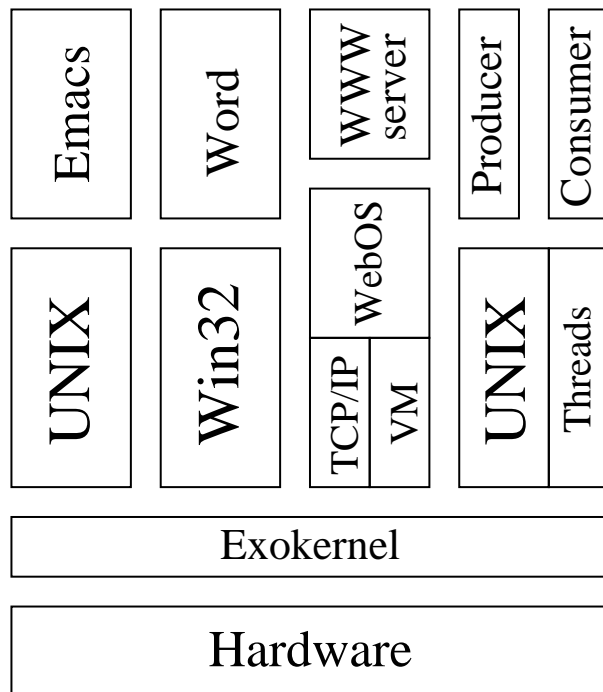 Emacs
Word
WWW
server
Producer
Consumer
UNIX
Win32
WebOS
TCP/IP
VM
UNIX
Threads
Exokernel
Hardware